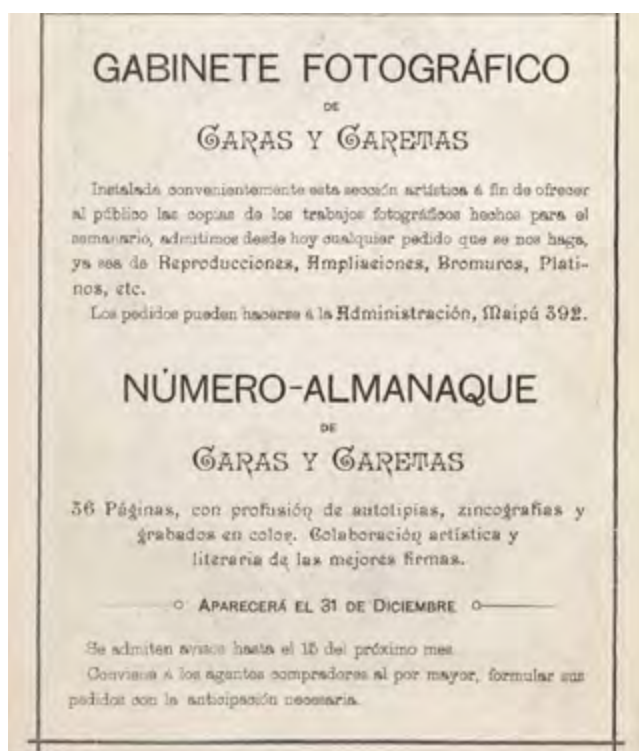 GABINETE FOTOGRÁFICO
DE
CARAS Y CARETAS
Instalada convenientemente esta sección artística á fin de ofrecer
al público las copias de los trabajos fotográficos hechos para el
semanario, admitimos desde hoy cualquier pedido que se nos haga,
ya sea de Reproducciones, Ampliaciones, Bromuros, Plati-
nos, etc.
Los pedidos pueden hacerse á la Administración, Maipú 392.
NÚMERO-ALMANAQUE
DE
CARAS Y CARETAS
36 Páginas, con profusión de autotipias, zincografias y
grabados en color. Colaboración artística y
literaria de las mejores firmas.
APARECERÁ EL 31 DE DICIEMBRE
Se admiten avisos hasta el 15 del próximo mes.
Conviene á los agentes compradores al por mayor, formular sus
pedidos con la anticipación necesaria.